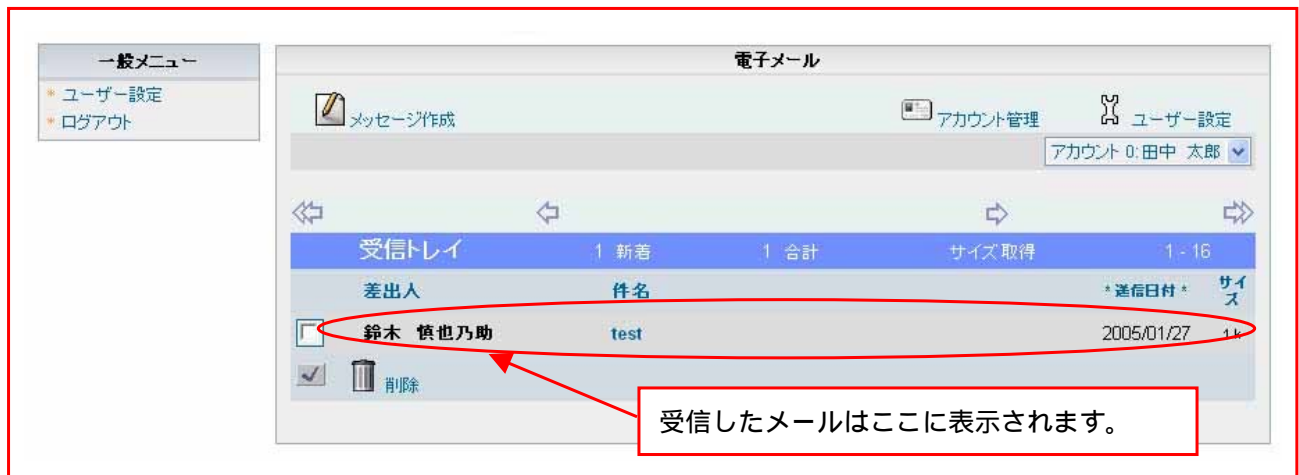 一般メニュー
ユーザー設定
ログアウト
電子メール
メッセージ作成
アカウント管理
ユーザー設定
アカウント 0: 田中 太郎
受信トレイ 1 新着 1 合計 サイズ取得 1 - 16
差出人 件名 * 送信日付 * サイズ
鈴木 慎也乃助 test 2005/01/27 1k
削除
受信したメールはここに表示されます。